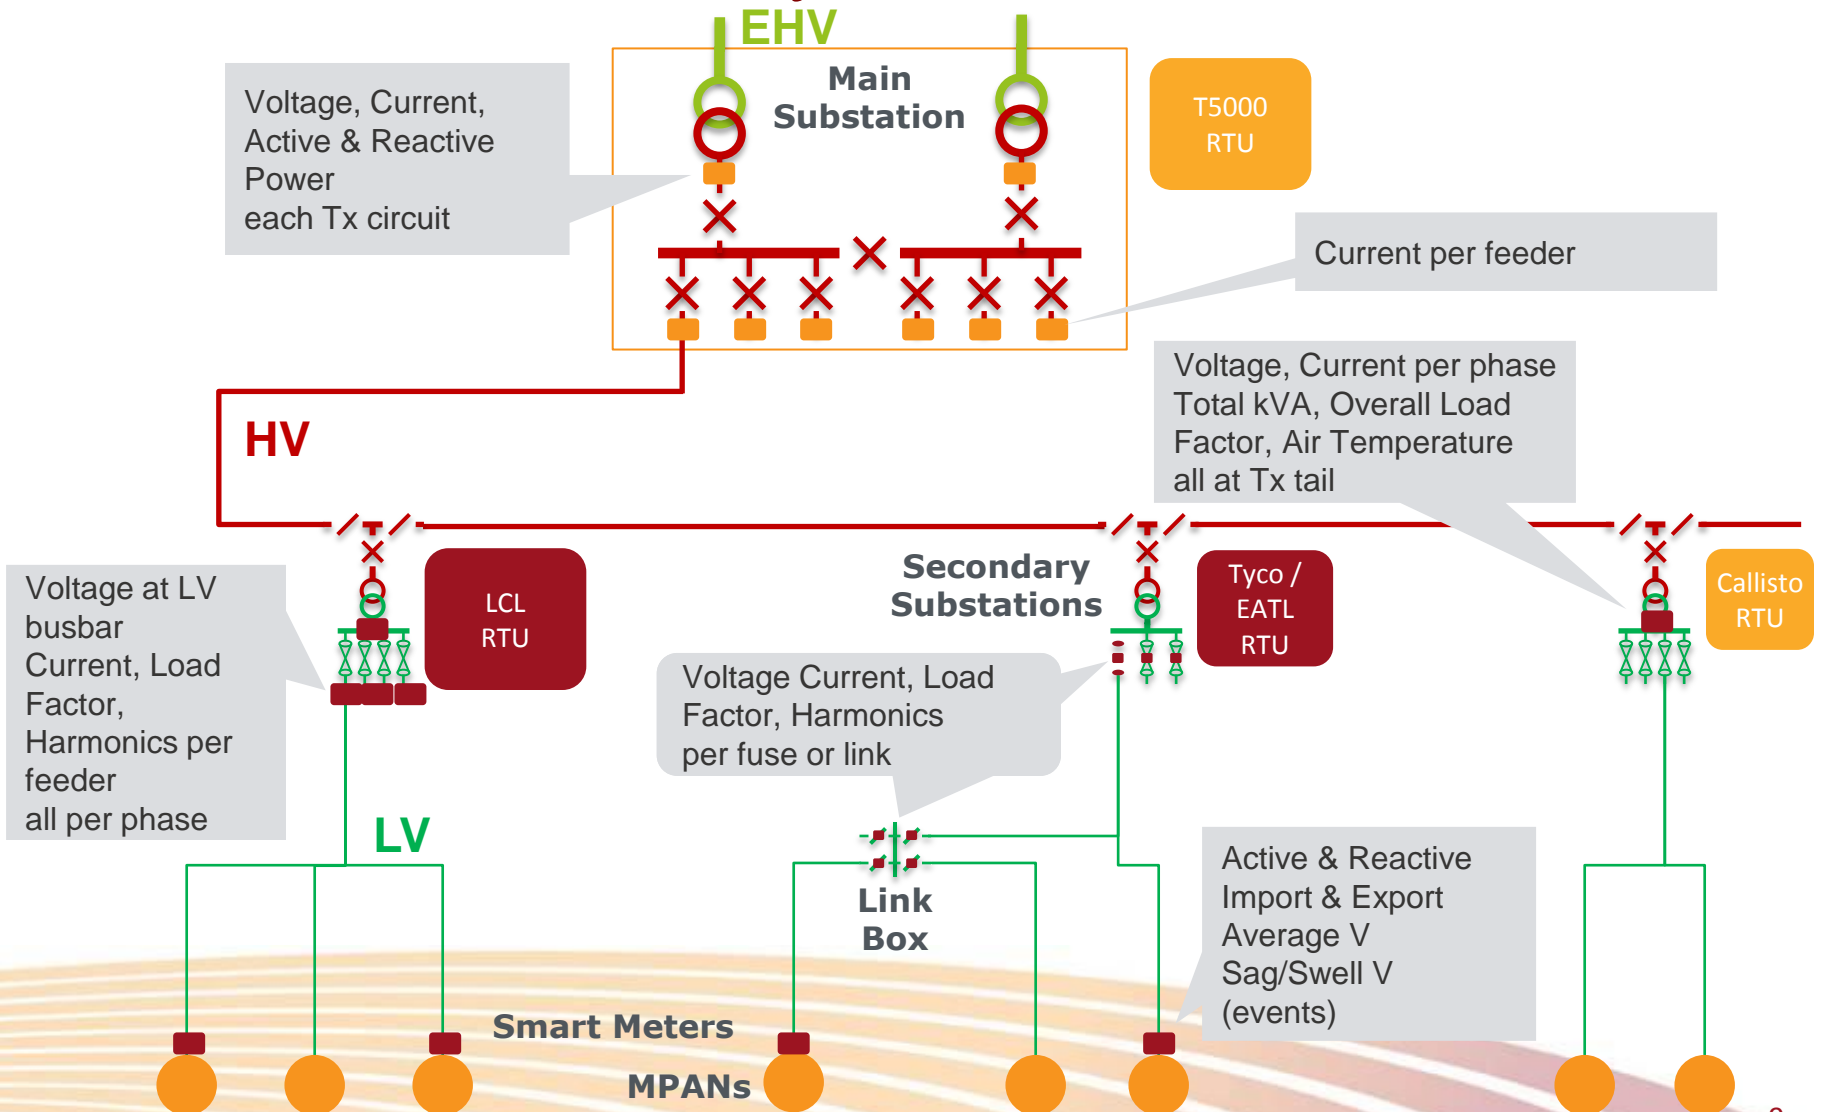 EHV
Main
Substation
Voltage, Current,
Active & Reactive
Power
each Tx circuit
T5000
RTU
Current per feeder
Voltage, Current per phase
Total kVA, Overall Load
Factor, Air Temperature
all at Tx tail
HV
Voltage at LV
busbar
Current, Load
Factor,
Harmonics per
feeder
all per phase
LCL
RTU
Secondary
Substations
Tyco /
EATL
RTU
Callisto
RTU
Voltage Current, Load
Factor, Harmonics
per fuse or link
LV
Link
Box
Active & Reactive
Import & Export
Average V
Sag/Swell V
(events)
Smart Meters
MPANs